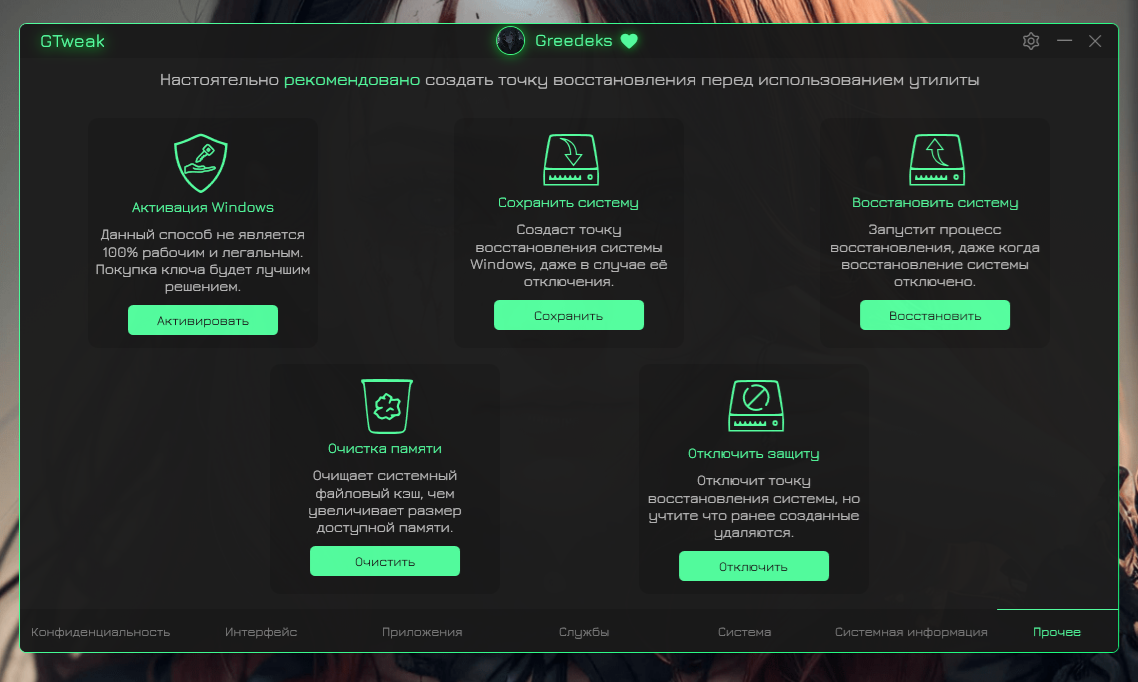 GTweak
Greedeks
Настоятельно рекомендовано создать точку восстановления перед использованием утилиты
Активация Windows
Данный способ не является
100% рабочим и легальным.
Покупка ключа будет лучшим
решением.
Активировать
Сохранить систему
Создаст точку
восстановления системы
Windows, даже в случае её
отключения.
Сохранить
Восстановить систему
Запустит процесс
восстановления, даже когда
восстановление системы
отключено.
Восстановить
Очистка памяти
Очищает системный
файловый кэш, чем
увеличивает размер
доступной памяти.
Очистить
Отключить защиту
Отключит точку
восстановления системы, но
учтите что ранее созданные
удаляются.
Отключить
Конфиденциальность
Интерфейс
Приложения
Службы
Система
Системная информация
Прочее